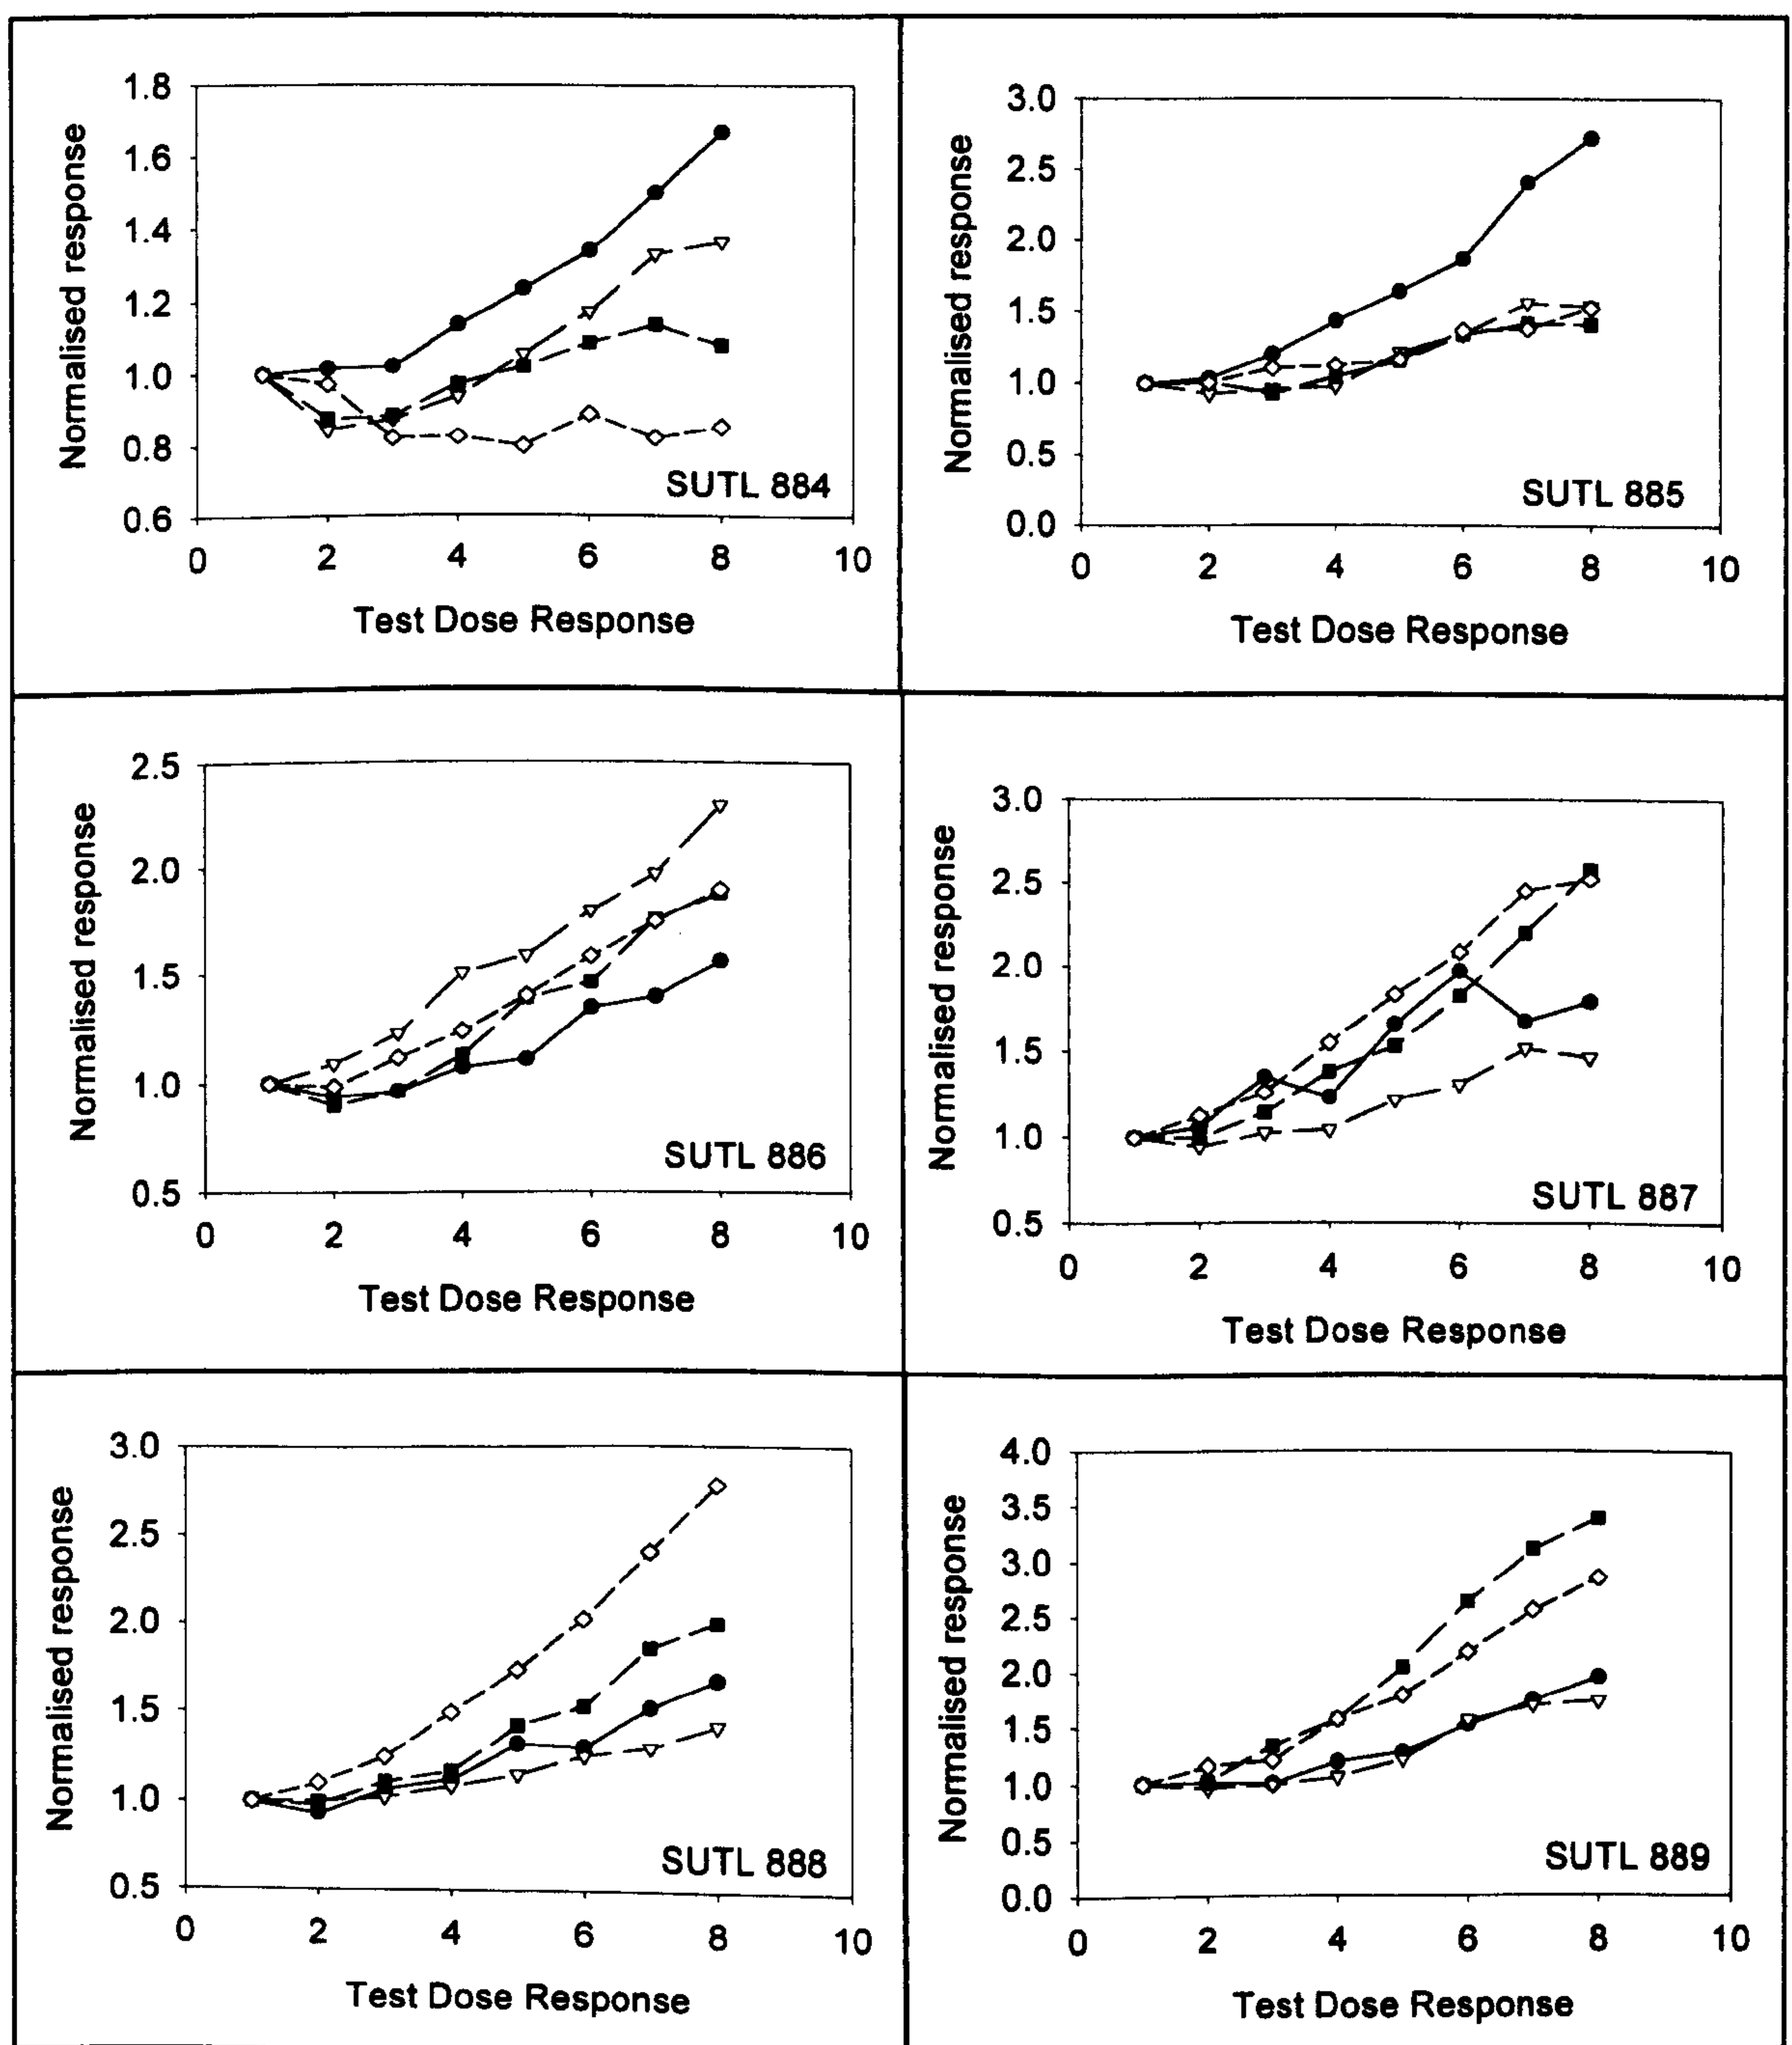 1.8
1.6
1.4
1.2
1.0
0.8
0.6
Normalised response
SUTL 884
0 2 4 6 8 10
Test Dose Response
3.0
2.5
2.0
1.5
1.0
0.5
0.0
Normalised response
SUTL 885
0 2 4 6 8 10
Test Dose Response
2.5
2.0
1.5
1.0
0.5
Normalised response
SUTL 886
0 2 4 6 8 10
Test Dose Response
3.0
2.5
2.0
1.5
1.0
0.5
Normalised response
SUTL 887
0 2 4 6 8 10
Test Dose Response
3.0
2.5
2.0
1.5
1.0
0.5
Normalised response
SUTL 888
0 2 4 6 8 10
Test Dose Response
4.0
3.5
3.0
2.5
2.0
1.5
1.0
0.5
0.0
Normalised response
SUTL 889
0 2 4 6 8 10
Test Dose Response